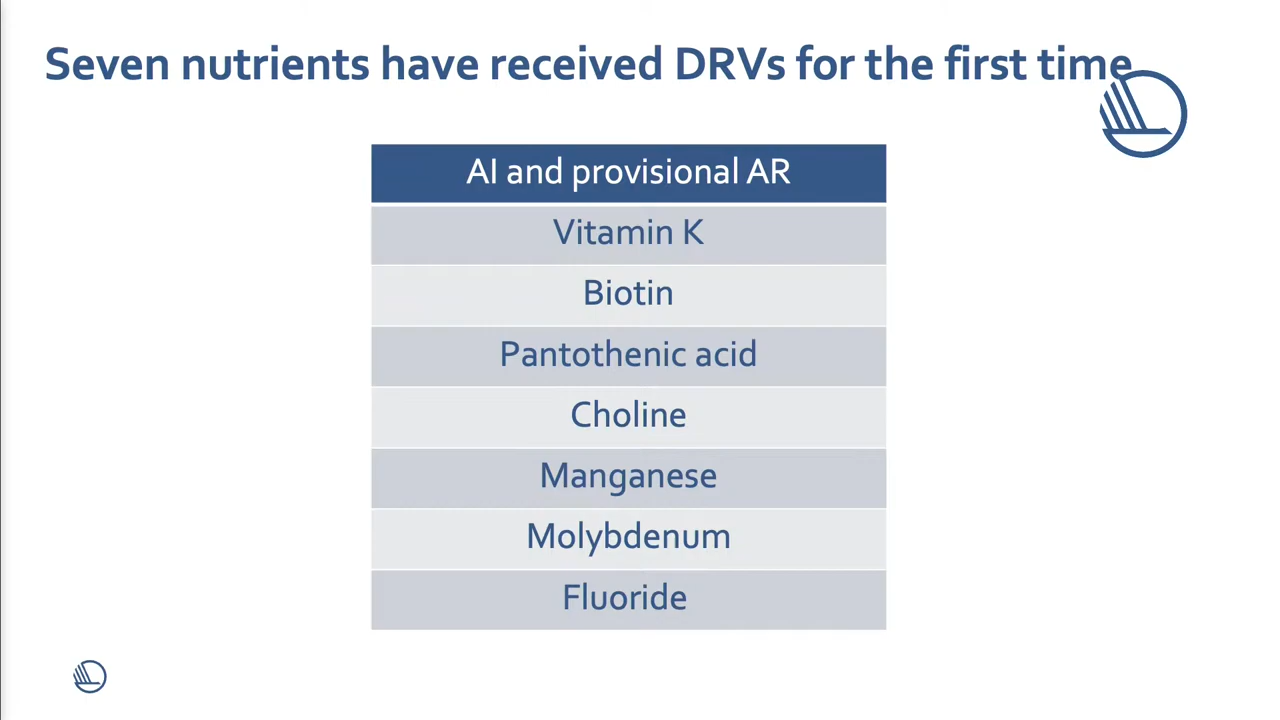 Seven nutrients have received DRVs for the first time
AI and provisional AR
Vitamin K
Biotin
Pantothenic acid
Choline
Manganese
Molybdenum
Fluoride